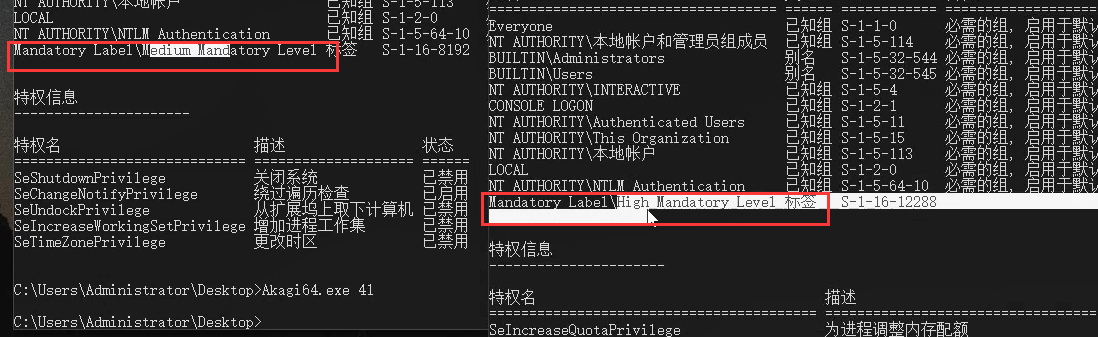 NT AUTHORITY\本地帐户 已知组 S-1-5-113
LOCAL 已知组 S-1-2-0
NT AUTHORITY\NTLM Authentication 已知组 S-1-5-64-10
Mandatory Label\Medium Mandatory Level 标签 S-1-16-8192
特权信息
----------------------
特权名 描述 状态
============================= ==================== ======
SeShutdownPrivilege 关闭系统 已禁用
SeChangeNotifyPrivilege 绕过遍历检查 已启用
SeUndockPrivilege 从扩展坞上取下计算机 已禁用
SeIncreaseWorkingSetPrivilege 增加进程工作集 已禁用
SeTimeZonePrivilege 更改时区 已禁用
C:\Users\Administrator\Desktop>Akagi64.exe 41
C:\Users\Administrator\Desktop>
Everyone 已知组 S-1-1-0 必需的组, 启用于默认
NT AUTHORITY\本地帐户和管理员组成员 已知组 S-1-5-114 必需的组, 启用于默认
BUILTIN\Administrators 别名 S-1-5-32-544 必需的组, 启用于默认
BUILTIN\Users 别名 S-1-5-32-545 必需的组, 启用于默认
NT AUTHORITY\INTERACTIVE 已知组 S-1-5-4 必需的组, 启用于默认
CONSOLE LOGON 已知组 S-1-2-1 必需的组, 启用于默认
NT AUTHORITY\Authenticated Users 已知组 S-1-5-11 必需的组, 启用于默认
NT AUTHORITY\This Organization 已知组 S-1-5-15 必需的组, 启用于默认
NT AUTHORITY\本地帐户 已知组 S-1-5-113 必需的组, 启用于默认
LOCAL 已知组 S-1-2-0 必需的组, 启用于默认
NT AUTHORITY\NTLM Authentication 已知组 S-1-5-64-10 必需的组, 启用于默认
Mandatory Label\High Mandatory Level 标签 S-1-16-12288
特权信息
----------------------
特权名 描述
SeIncreaseQuotaPrivilege 为进程调整内存配额